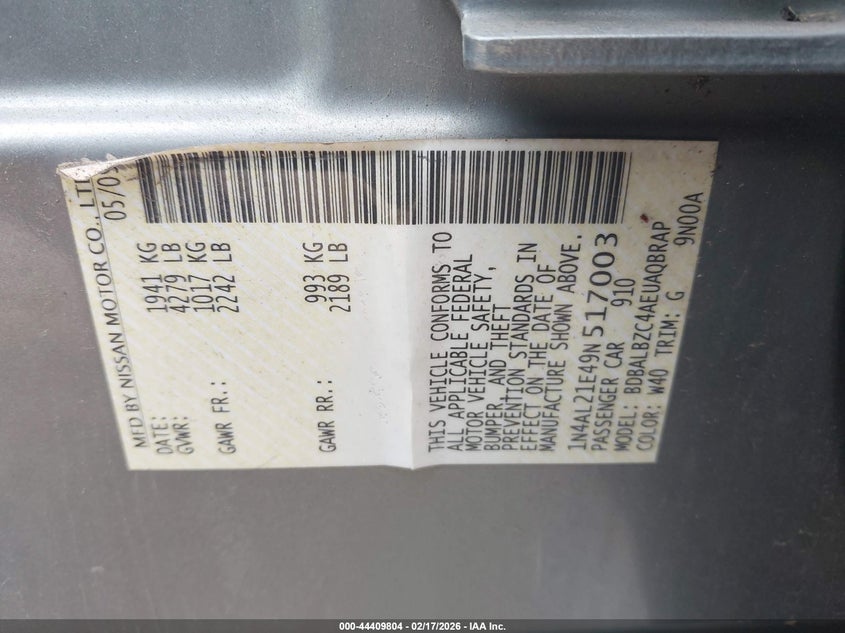 MFD BY NISSAN MOTOR CO., LT
DATE: 05/0
GVWR: 1941 KG
4279 LB
GAWR FR.: 1017 KG
2242 LB
GAWR RR.: 993 KG
2189 LB
THIS VEHICLE CONFORMS TO
ALL APPLICABLE FEDERAL
MOTOR VEHICLE SAFETY,
BUMPER, AND THEFT
PREVENTION STANDARDS IN
EFFECT ON THE DATE OF
MANUFACTURE SHOWN ABOVE.
1N4AL21E49N517003
PASSENGER CAR 910
MODEL: BDBALBZC4AEUAQBRAP
COLOR: W40 TRIM: G 9N00A
000-44409804 / 02/17/2026 - IAA Inc.